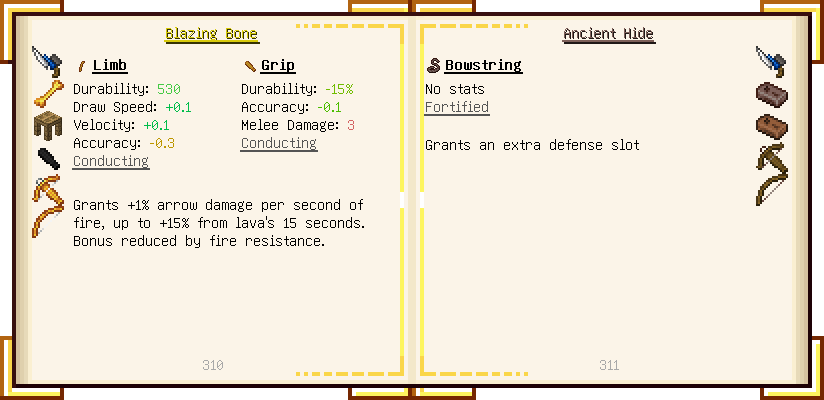 Blazing Bone
Limb
Durability: 530
Draw Speed: +0.1
Velocity: +0.1
Accuracy: -0.3
Conducting
Grip
Durability: -15%
Accuracy: -0.1
Melee Damage: 3
Conducting
Grants +1% arrow damage per second of
fire, up to +15% from lava's 15 seconds.
Bonus reduced by fire resistance.
310
Ancient Hide
Bowstring
No stats
Fortified
Grants an extra defense slot
311